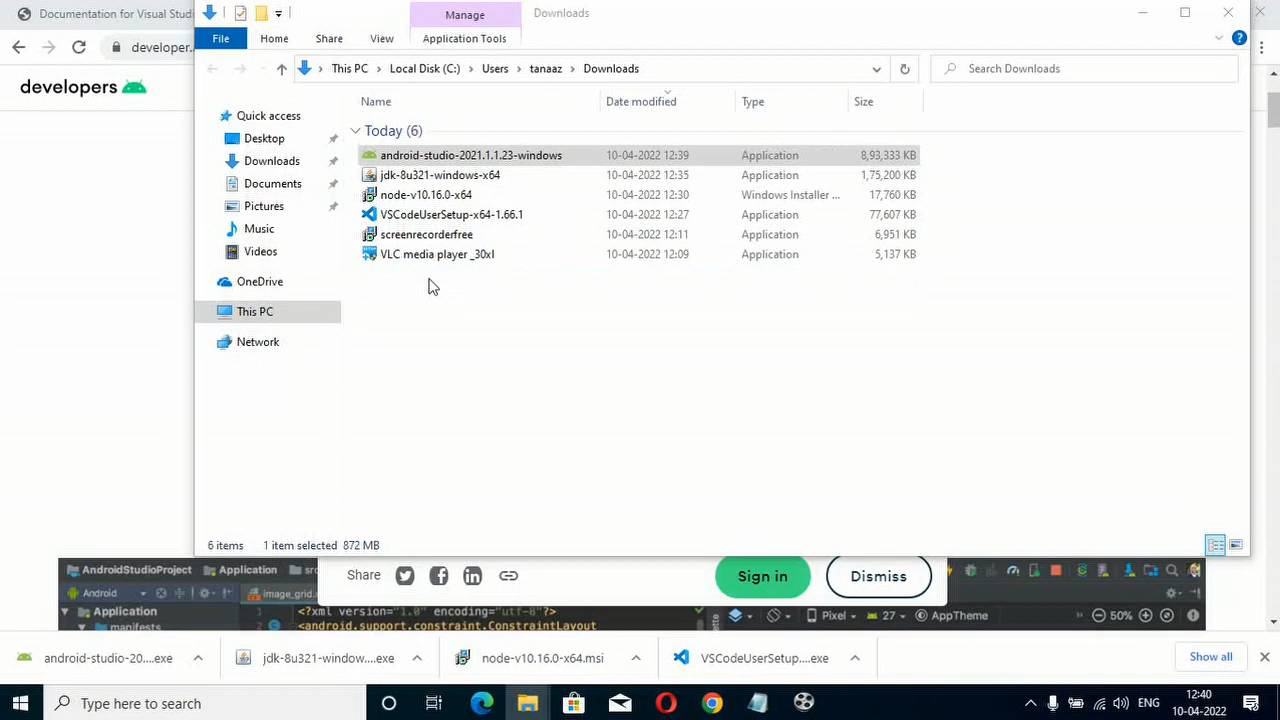 Documentation for Visual Studi
Manage
Downloads
File
Home
Share
View
Application Tools
developer.
This PC
Local Disk (C:)
Users
tanaaz
Downloads
Search Downloads
developers
Name
Date modified
Type
Size
Today (6)
android-studio-2021.1.1.23-windows 10-04-2022 12:39 Application 8,93,333 KB
jdk-8u321-windows-x64 10-04-2022 12:35 Application 1,75,200 KB
node-v10.16.0-x64 10-04-2022 12:30 Windows Installer ... 17,760 KB
VSCodeUserSetup-x64-1.66.1 10-04-2022 12:27 Application 77,607 KB
screenrecorderfree 10-04-2022 12:11 Application 6,951 KB
VLC media player _30xI 10-04-2022 12:09 Application 5,137 KB
Quick access
Desktop
Downloads
Documents
Pictures
Music
Videos
OneDrive
This PC
Network
6 items 1 item selected 872 MB
AndroidStudioProject
Application
src
Share
Sign in
Dismiss
Android
image_grid.
Pixel
27
AppTheme
50%
Application
manifests
1 <?xml version="1.0" encoding="utf-8"?>
<android.support.constraint.ConstraintLayout
Palette
android-studio-20....exe
jdk-8u321-window....exe
node-v10.16.0-x64.msi
VSCodeUserSetup....exe
Show all
Type here to search
ENG
12:40
10-04-2022